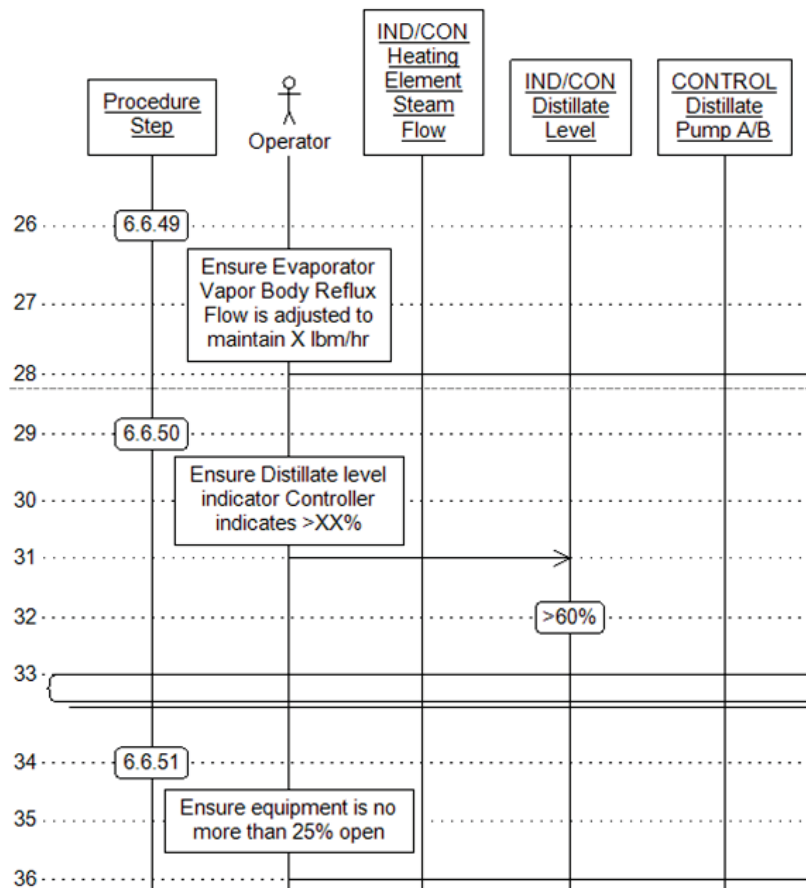 Procedure
Step
Operator
IND/CON
Heating
Element
Steam
Flow
IND/CON
Distillate
Level
CONTROL
Distillate
Pump A/B
26
6.6.49
Ensure Evaporator
Vapor Body Reflux
Flow is adjusted to
maintain X lbm/hr
27
28
29
6.6.50
Ensure Distillate level
indicator Controller
indicates >XX%
30
31
32
>60%
33
34
6.6.51
Ensure equipment is no
more than 25% open
35
36